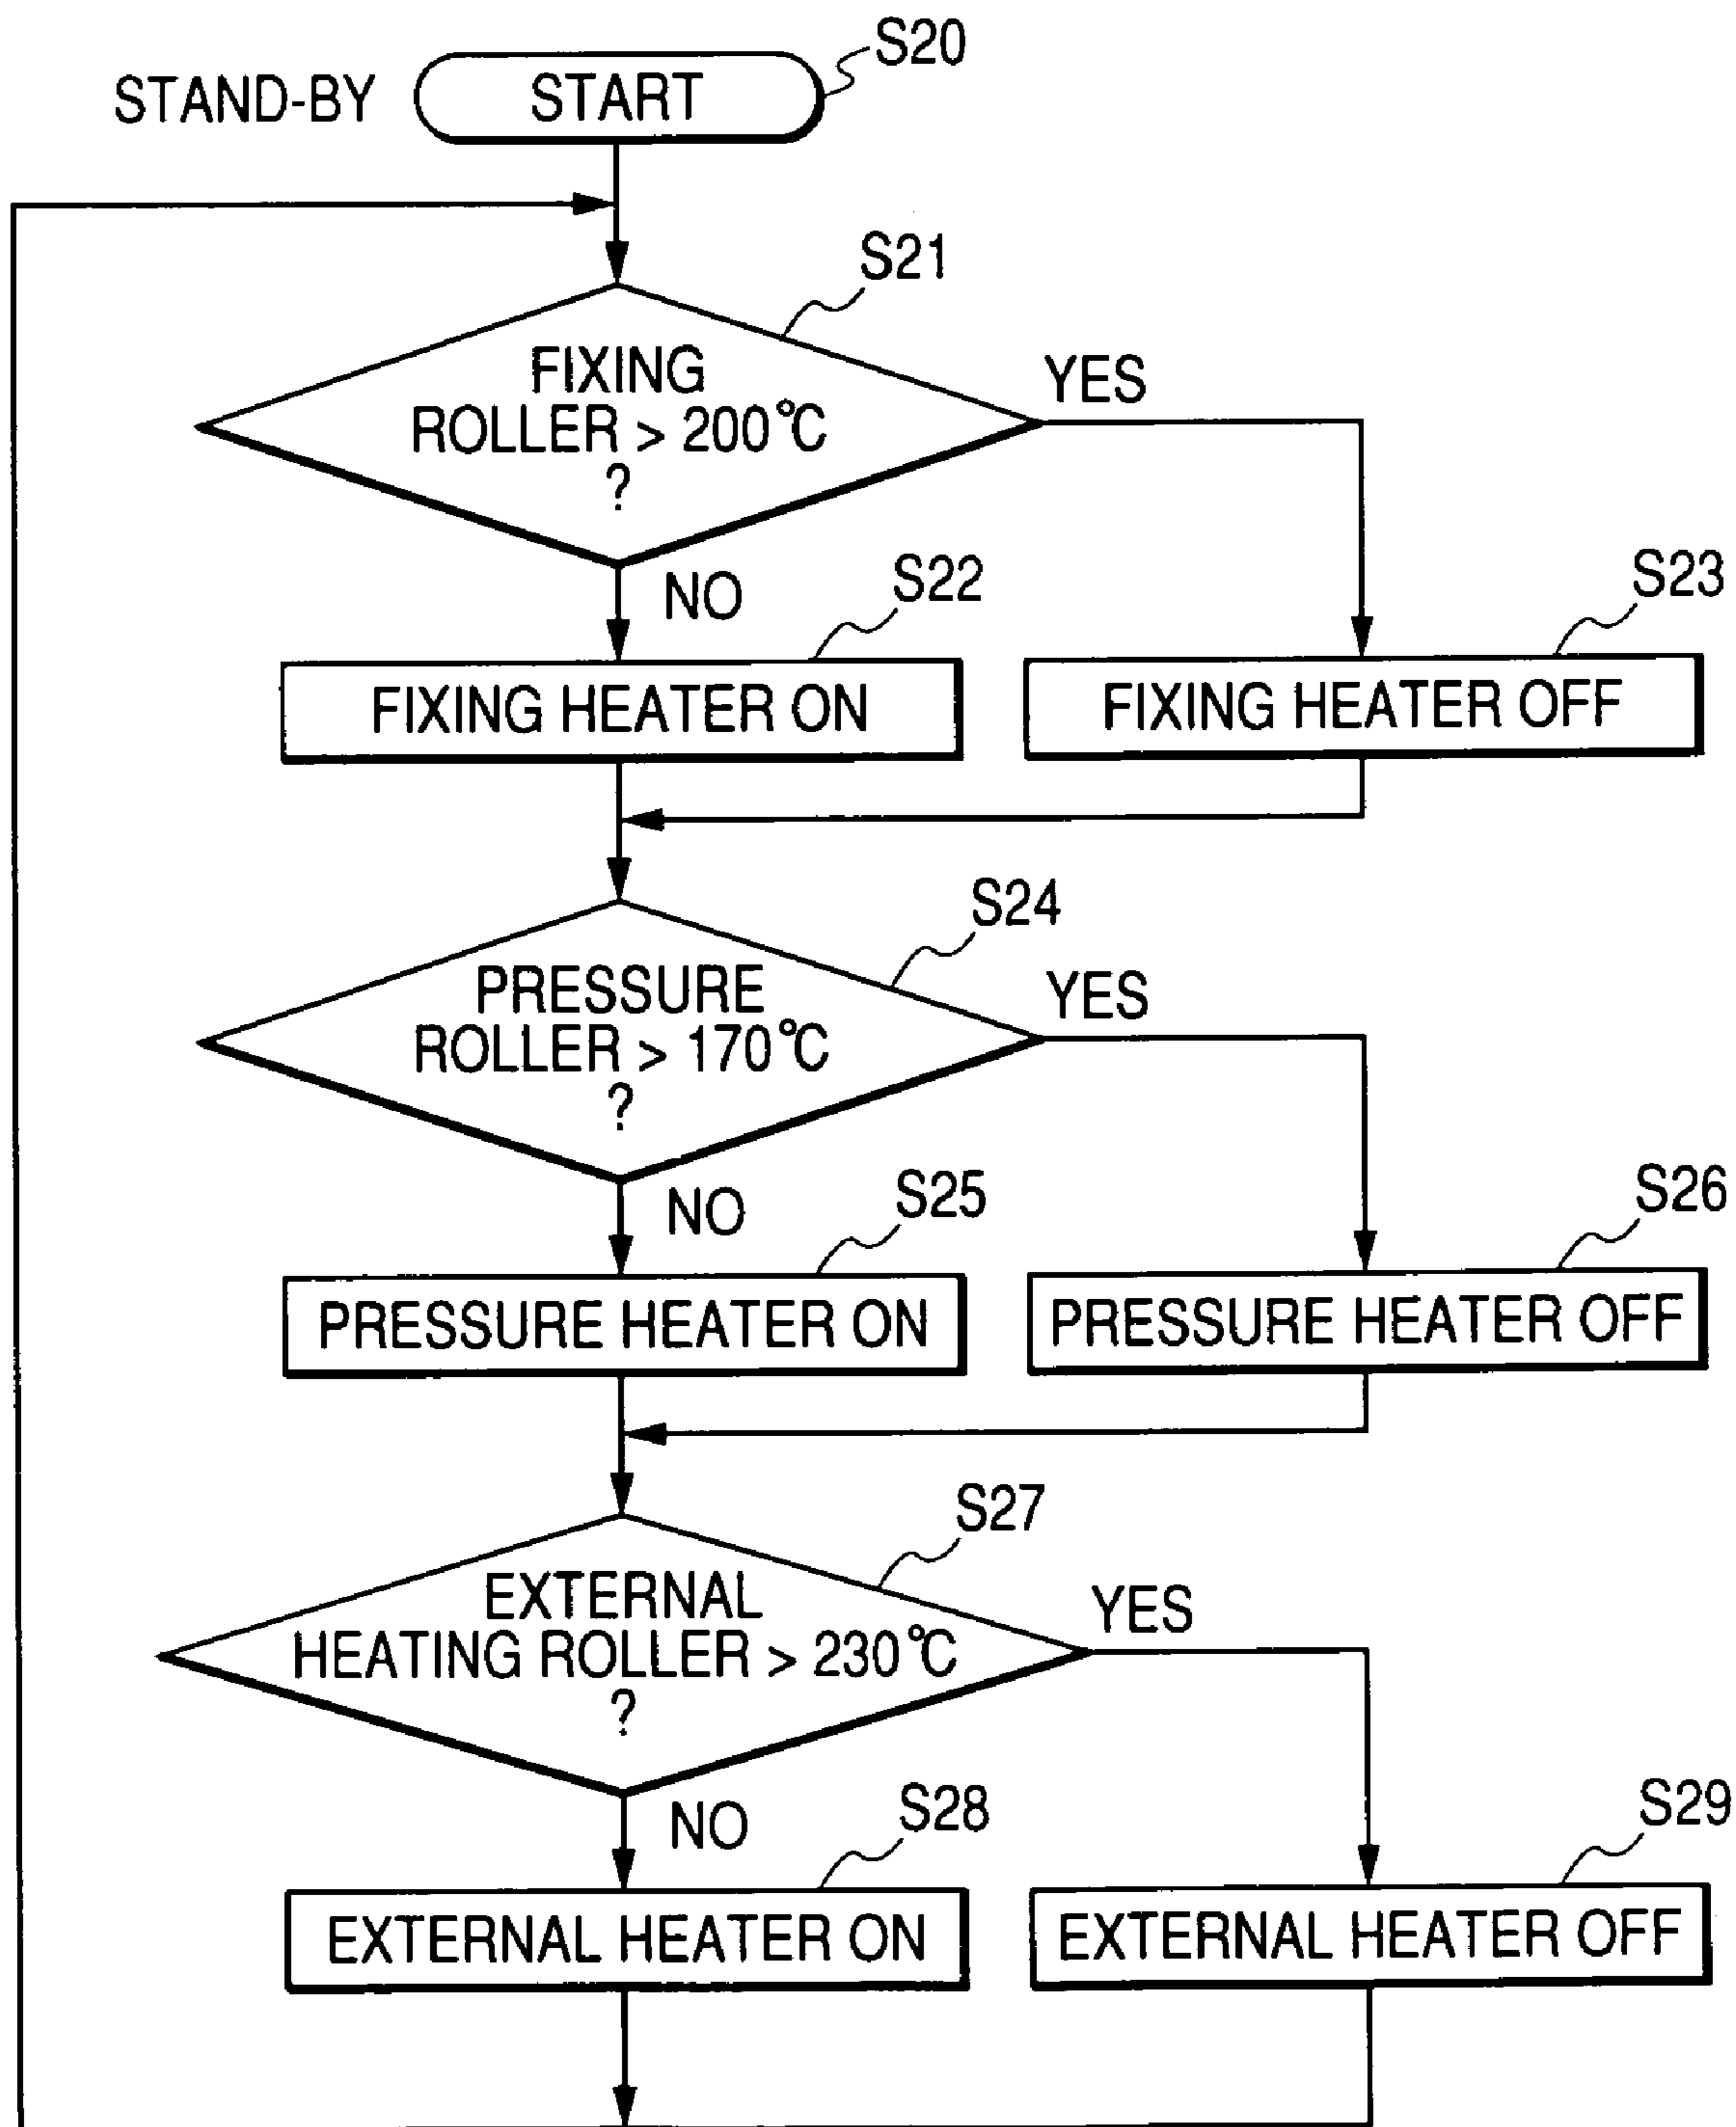 STAND-BY
START
S20
S21
FIXING
ROLLER > 200°C
?
YES
NO
S22
S23
FIXING HEATER ON
FIXING HEATER OFF
S24
PRESSURE
ROLLER > 170°C
?
YES
NO
S25
S26
PRESSURE HEATER ON
PRESSURE HEATER OFF
S27
EXTERNAL
HEATING ROLLER > 230°C
?
YES
NO
S28
S29
EXTERNAL HEATER ON
EXTERNAL HEATER OFF